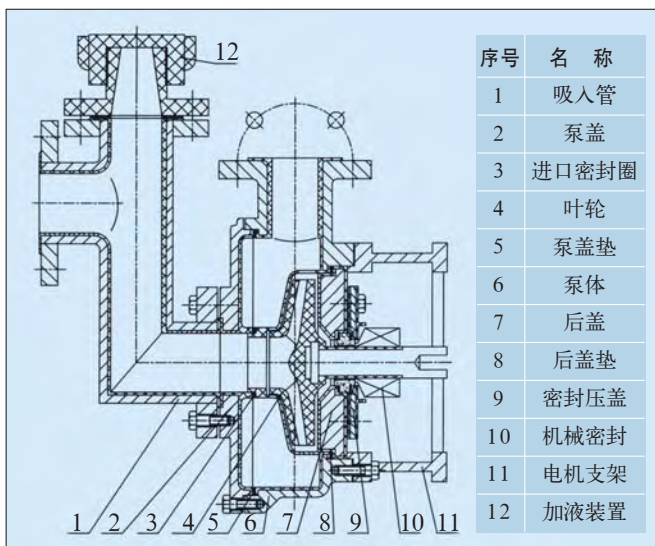 12
1 2 3 4 5 6 7 8 9 10 11
序号 名 称
1 吸入管
2 泵盖
3 进口密封圈
4 叶轮
5 泵盖垫
6 泵体
7 后盖
8 后盖垫
9 密封压盖
10 机械密封
11 电机支架
12 加液装置